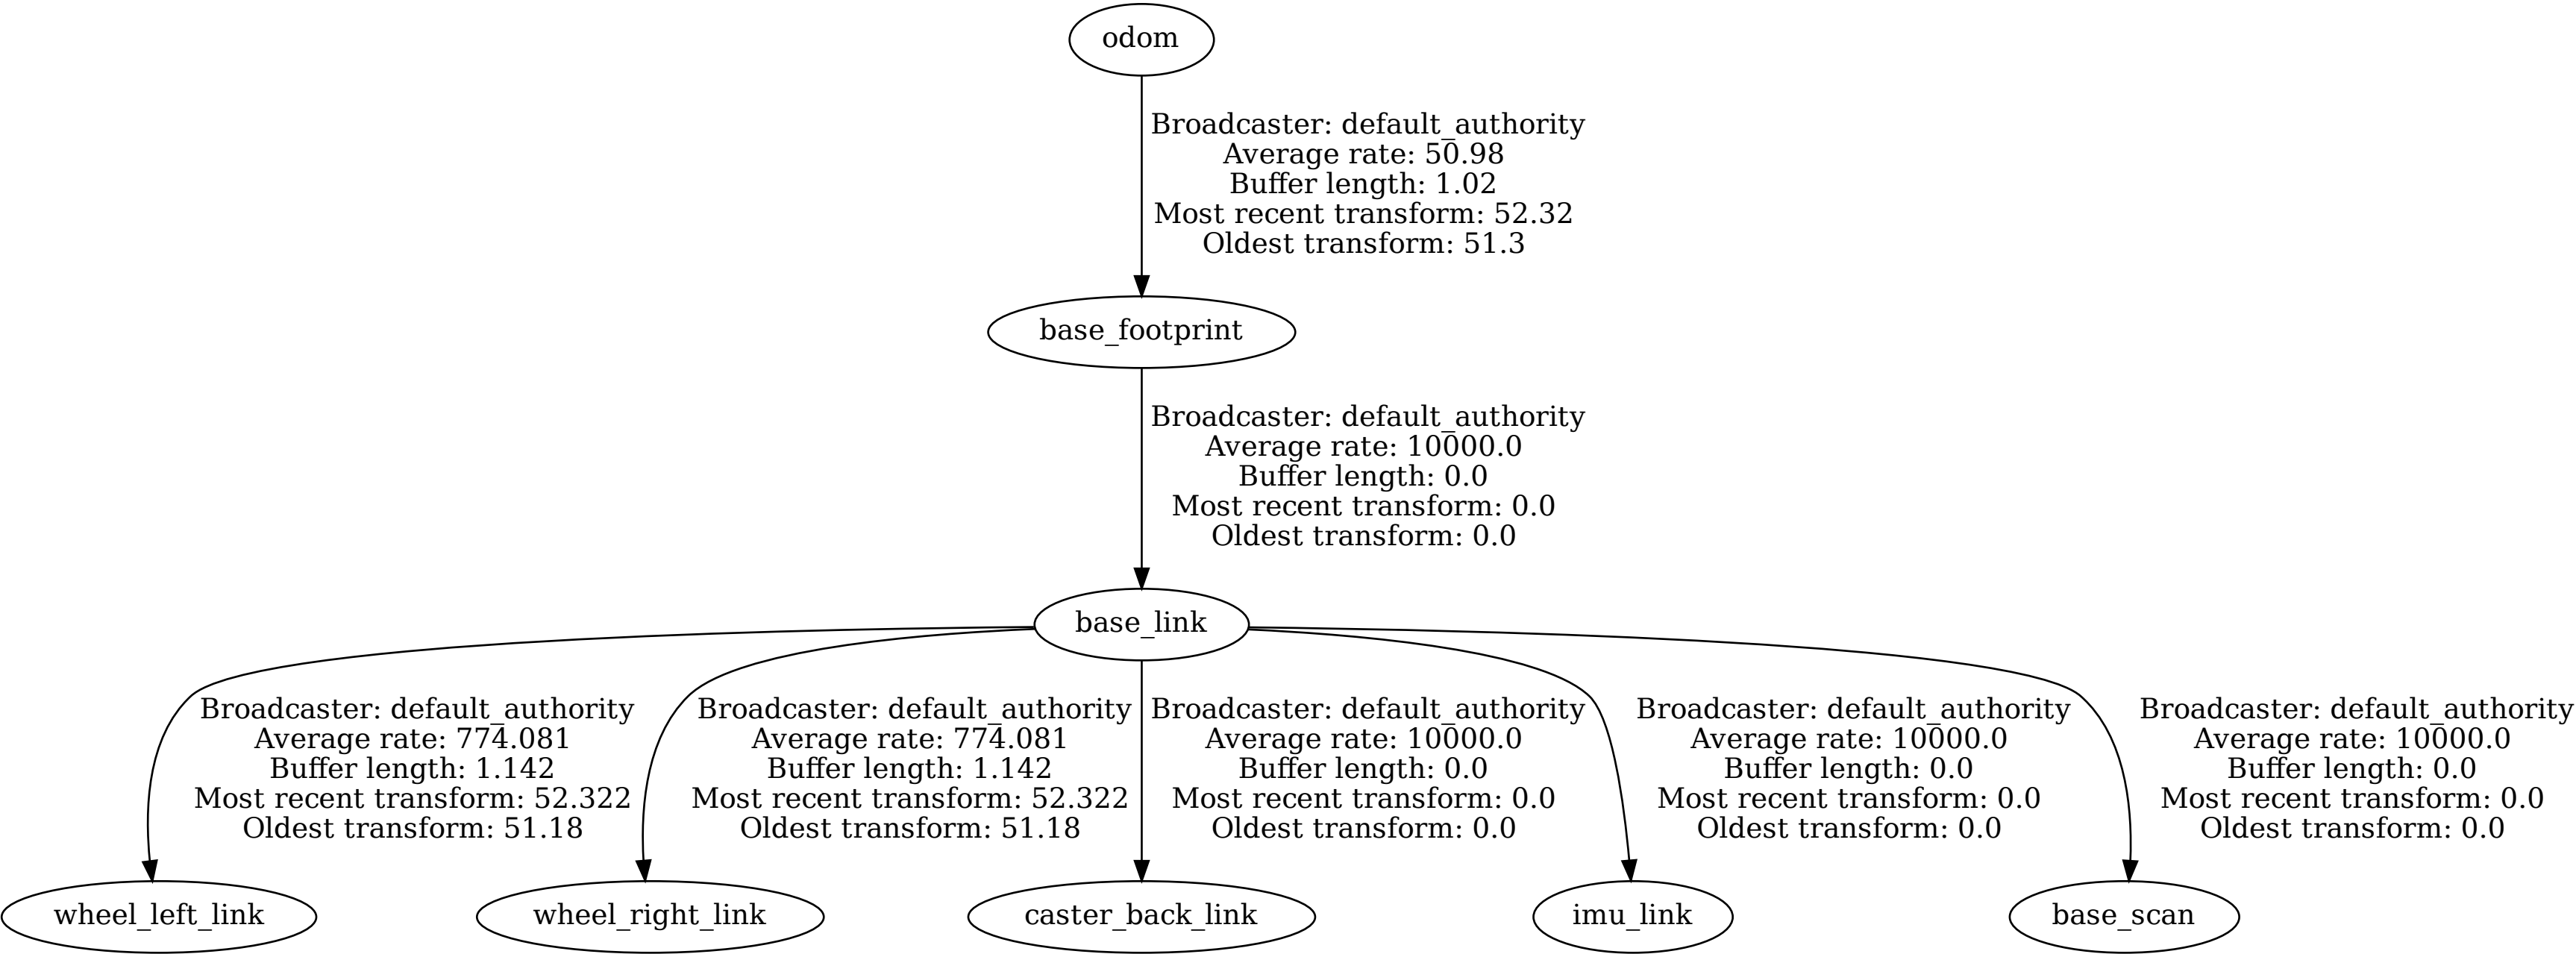 odom
Broadcaster: default_authority
Average rate: 50.98
Buffer length: 1.02
Most recent transform: 52.32
Oldest transform: 51.3
base_footprint
Broadcaster: default_authority
Average rate: 10000.0
Buffer length: 0.0
Most recent transform: 0.0
Oldest transform: 0.0
base_link
Broadcaster: default_authority
Average rate: 774.081
Buffer length: 1.142
Most recent transform: 52.322
Oldest transform: 51.18
Broadcaster: default_authority
Average rate: 774.081
Buffer length: 1.142
Most recent transform: 52.322
Oldest transform: 51.18
Broadcaster: default_authority
Average rate: 10000.0
Buffer length: 0.0
Most recent transform: 0.0
Oldest transform: 0.0
Broadcaster: default_authority
Average rate: 10000.0
Buffer length: 0.0
Most recent transform: 0.0
Oldest transform: 0.0
Broadcaster: default_authority
Average rate: 10000.0
Buffer length: 0.0
Most recent transform: 0.0
Oldest transform: 0.0
wheel_left_link
wheel_right_link
caster_back_link
imu_link
base_scan